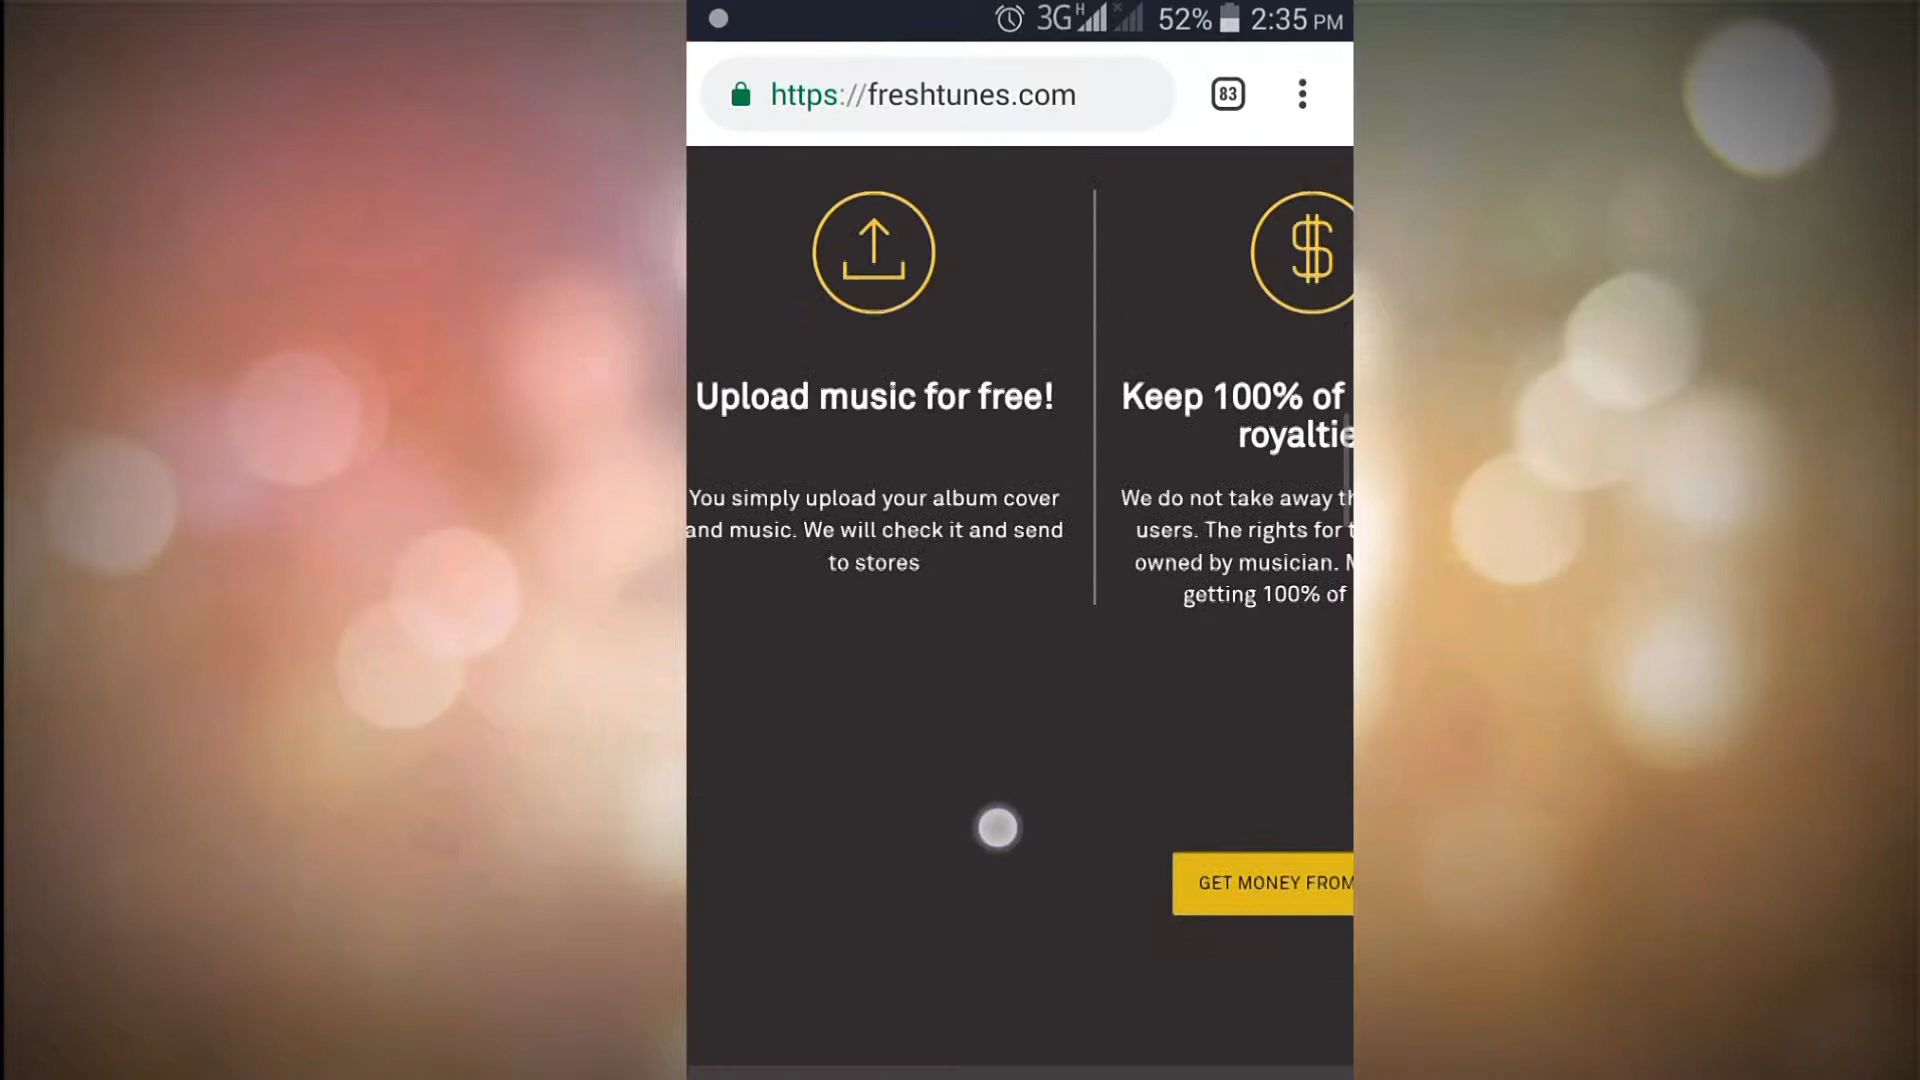 3G H 52% 2:35 PM
https://freshtunes.com 83
Upload music for free!
You simply upload your album cover
and music. We will check it and send
to stores
Keep 100% of
We do not take away
users. The rights for
owned by musician.
getting 100% of
GET MONEY FROM